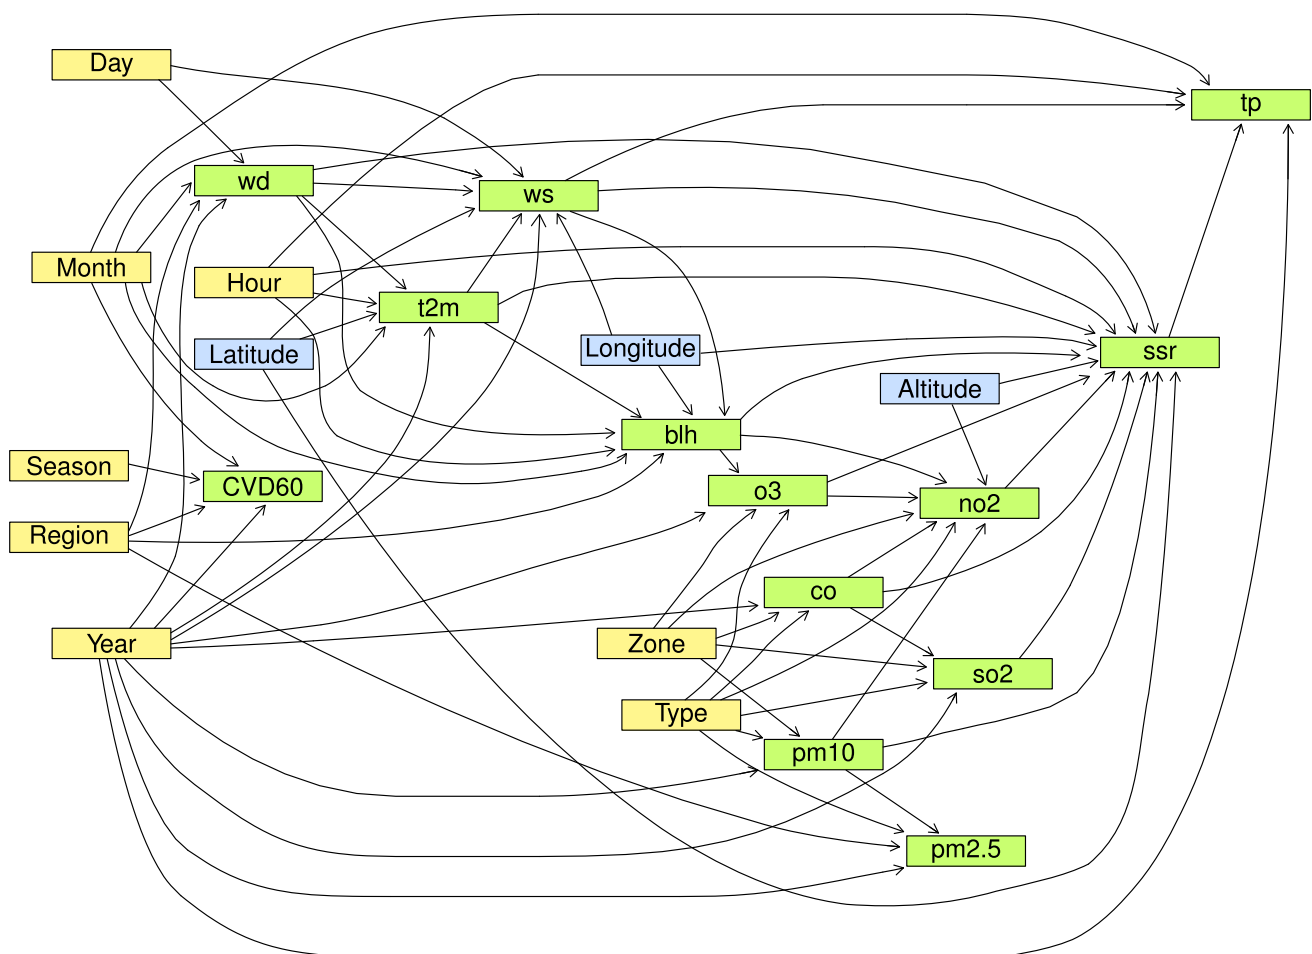 Day
tp
wd
ws
Month
Hour
t2m
Latitude
Longitude
ssr
Altitude
blh
Season
CVD60
o3
no2
Region
co
Year
Zone
so2
Type
pm10
pm2.5